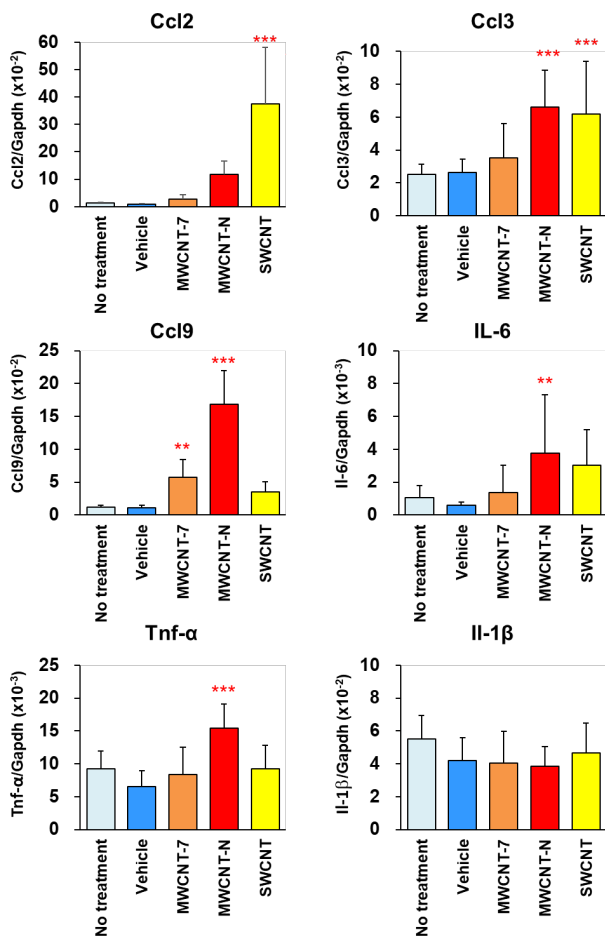 Ccl2
Ccl2/Gapdh (x10-2)
60
50
40
30
20
10
0
***
No treatment
Vehicle
MWCNT-7
MWCNT-N
SWCNT
Ccl3
Ccl3/Gapdh (x10-2)
10
8
6
4
2
0
***
***
No treatment
Vehicle
MWCNT-7
MWCNT-N
SWCNT
Ccl9
Ccl9/Gapdh (x10-2)
25
20
15
10
5
0
**
***
No treatment
Vehicle
MWCNT-7
MWCNT-N
SWCNT
IL-6
Il-6/Gapdh (x10-3)
10
8
6
4
2
0
**
No treatment
Vehicle
MWCNT-7
MWCNT-N
SWCNT
Tnf-α
Tnf-α/Gapdh (x10-3)
25
20
15
10
5
0
***
No treatment
Vehicle
MWCNT-7
MWCNT-N
SWCNT
Il-1β
Il-1β/Gapdh (x10-2)
10
8
6
4
2
0
No treatment
Vehicle
MWCNT-7
MWCNT-N
SWCNT